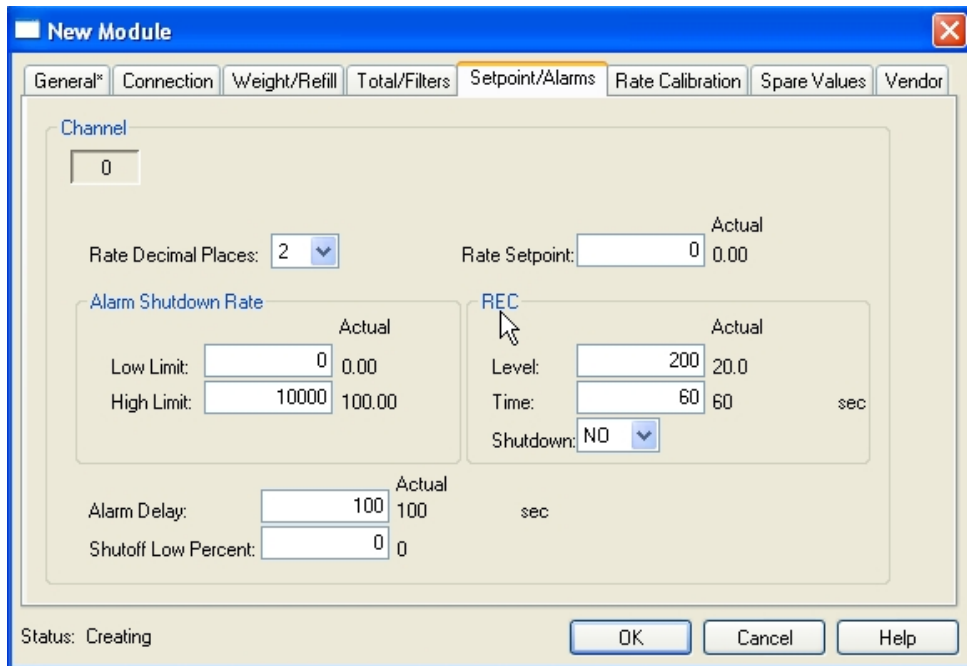 New Module
General* Connection Weight/Refill Total/Filters Setpoint/Alarms Rate Calibration Spare Values Vendor
Channel
0
Actual
Rate Decimal Places: 2 Rate Setpoint: 0 0.00
Alarm Shutdown Rate REC
Actual Actual
Low Limit: 0 0.00 Level: 200 20.0
High Limit: 10000 100.00 Time: 60 60 sec
Shutdown: NO
Actual
Alarm Delay: 100 100 sec
Shutoff Low Percent: 0 0
Status: Creating OK Cancel Help